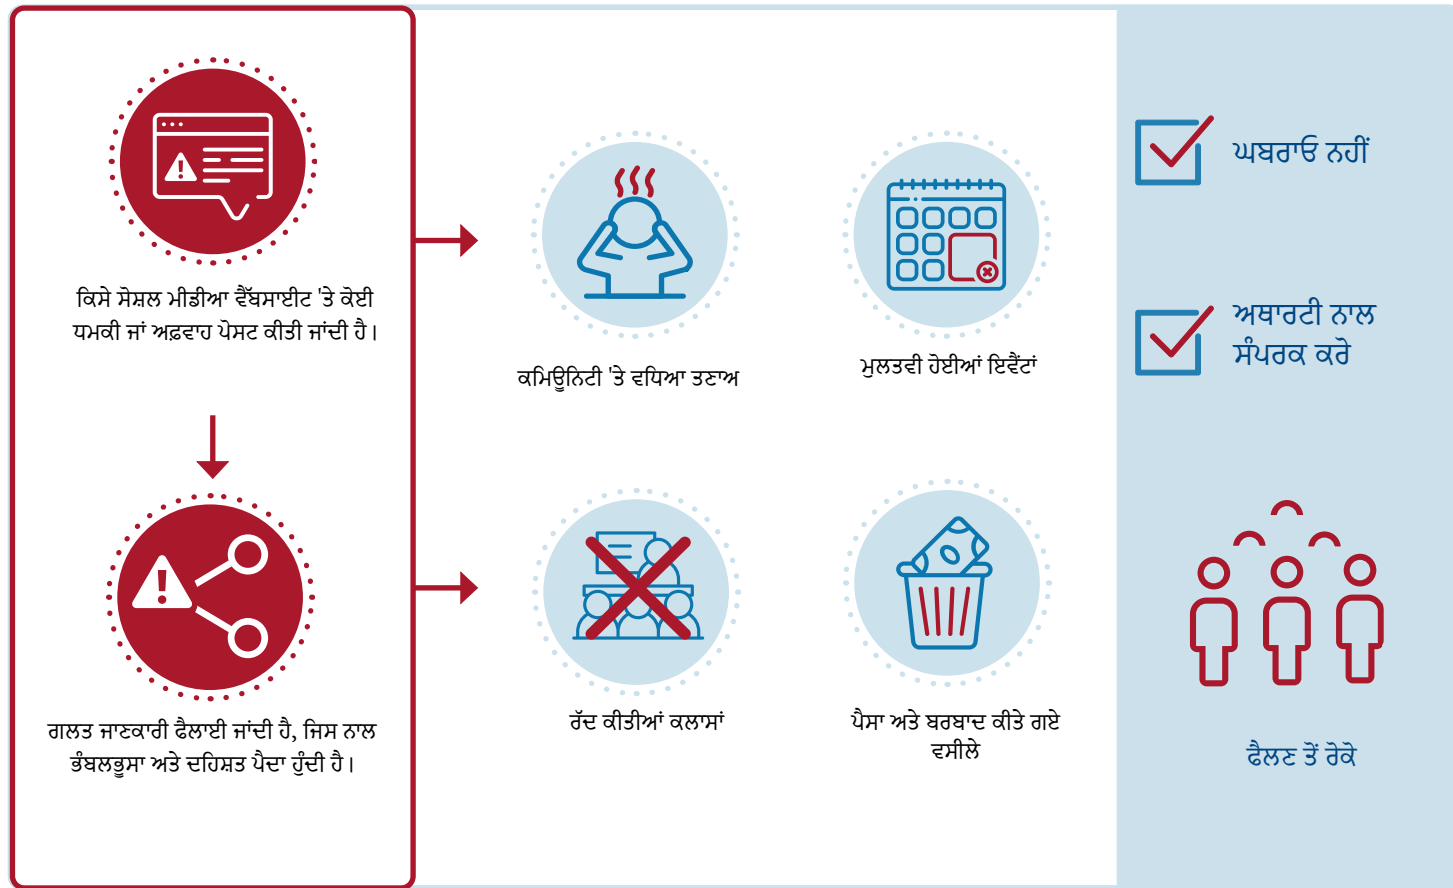 ਕਿਸੇ ਸੋਸ਼ਲ ਮੀਡੀਆ ਵੈੱਬਸਾਈਟ 'ਤੇ ਕੋਈ
ਧਮਕੀ ਜਾਂ ਅਫ਼ਵਾਹ ਪੋਸਟ ਕੀਤੀ ਜਾਂਦੀ ਹੈ।
ਗਲਤ ਜਾਣਕਾਰੀ ਫੈਲਾਈ ਜਾਂਦੀ ਹੈ, ਜਿਸ ਨਾਲ
ਭੰਬਲਭੂਸਾ ਅਤੇ ਦਹਿਸ਼ਤ ਪੈਦਾ ਹੁੰਦੀ ਹੈ।
ਕਮਿਊਨਿਟੀ 'ਤੇ ਵਧਿਆ ਤਣਾਅ
ਮੁਲਤਵੀ ਹੋਈਆਂ ਇਵੈਂਟਾਂ
ਰੱਦ ਕੀਤੀਆਂ ਕਲਾਸਾਂ
ਪੈਸਾ ਅਤੇ ਬਰਬਾਦ ਕੀਤੇ ਗਏ
ਵਸੀਲੇ
ਘਬਰਾਓ ਨਹੀਂ
ਅਥਾਰਟੀ ਨਾਲ
ਸੰਪਰਕ ਕਰੋ
ਫੈਲਣ ਤੋਂ ਰੋਕੋ